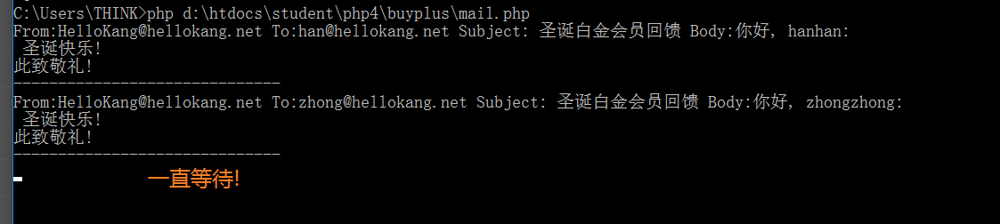 C:\Users\THINK>php d:\htdocs\student\php4\buyplus\mail.php
From:HelloKang@hellokang.net To:han@hellokang.net Subject: 圣诞白金会员回馈 Body:你好, hanhan:
圣诞快乐!
此致敬礼!
------------------------------
From:HelloKang@hellokang.net To:zhong@hellokang.net Subject: 圣诞白金会员回馈 Body:你好, zhongzhong:
圣诞快乐!
此致敬礼!
------------------------------
一直等待!